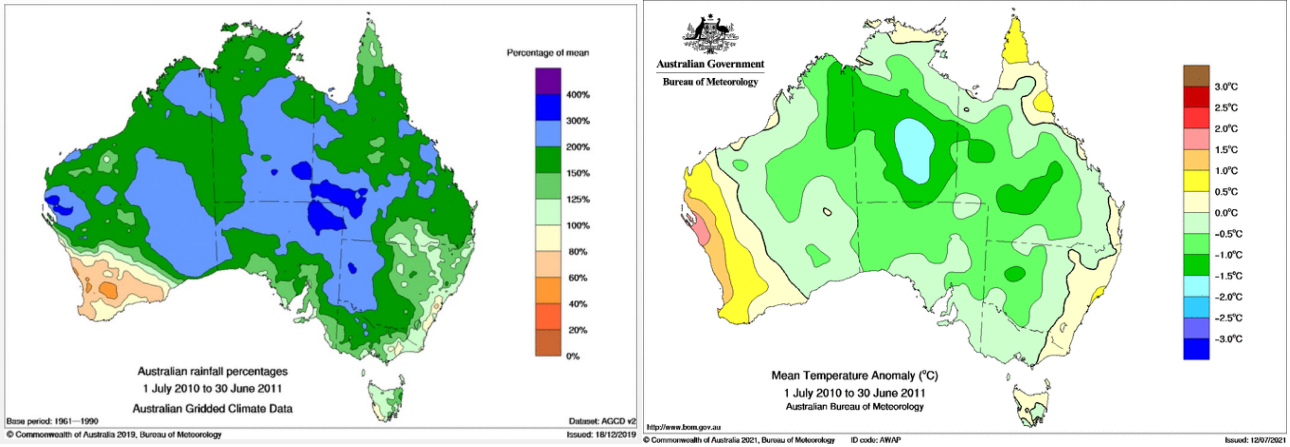 Percentage of mean
400%
300%
200%
150%
125%
100%
80%
60%
40%
20%
0%
Australian rainfall percentages
1 July 2010 to 30 June 2011
Australian Gridded Climate Data
Base period: 1961—1990
Dataset: AGCD v2
© Commonwealth of Australia 2019, Bureau of Meteorology
Issued: 18/12/2019
Australian Government
Bureau of Meteorology
3.0°C
2.5°C
2.0°C
1.5°C
1.0°C
0.5°C
0.0°C
−0.5°C
−1.0°C
−1.5°C
−2.0°C
−2.5°C
−3.0°C
Mean Temperature Anomaly (°C)
1 July 2010 to 30 June 2011
Australian Bureau of Meteorology
http://www.bom.gov.au
© Commonwealth of Australia 2021, Bureau of Meteorology
ID code: AWAP
Issued: 12/07/2021